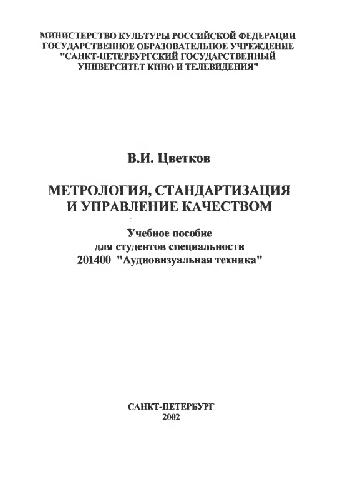 МИНИСТЕРСТВО КУЛЬТУРЫ РОССИЙСКОЙ ФЕДЕРАЦИИ
ГОСУДАРСТВЕННОЕ ОБРАЗОВАТЕЛЬНОЕ УЧРЕЖДЕНИЕ
"САНКТ-ПЕТЕРБУРГСКИЙ ГОСУДАРСТВЕННЫЙ
УНИВЕРСИТЕТ КИНО И ТЕЛЕВИДЕНИЯ"
В.И. Цветков
МЕТРОЛОГИЯ, СТАНДАРТИЗАЦИЯ
И УПРАВЛЕНИЕ КАЧЕСТВОМ
Учебное пособие
для студентов специальности
201400 "Аудиовизуальная техника"
САНКТ-ПЕТЕРБУРГ
2002